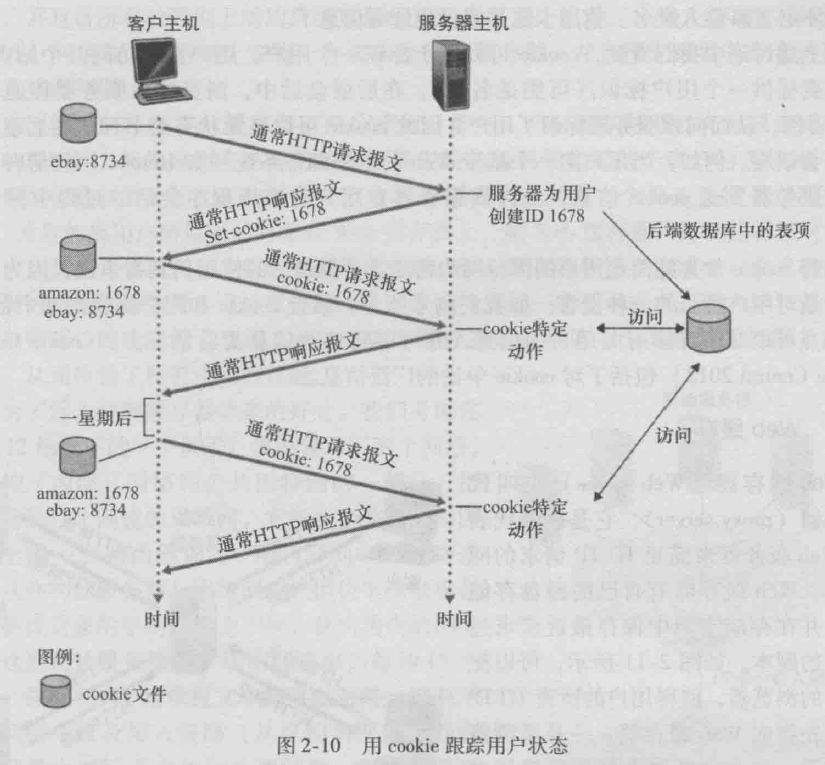 客户主机
服务器主机
ebay: 8734
通常HTTP请求报文
服务器为用户
创建ID 1678
通常HTTP响应报文
Set-cookie: 1678
后端数据库中的表项
amazon: 1678
ebay: 8734
通常HTTP请求报文
cookie: 1678
cookie特定
动作
访问
通常HTTP响应报文
一星期后
访问
amazon: 1678
ebay: 8734
通常HTTP请求报文
cookie: 1678
cookie特定
动作
通常HTTP响应报文
时间
时间
图例:
cookie文件
图 2-10 用 cookie 跟踪用户状态